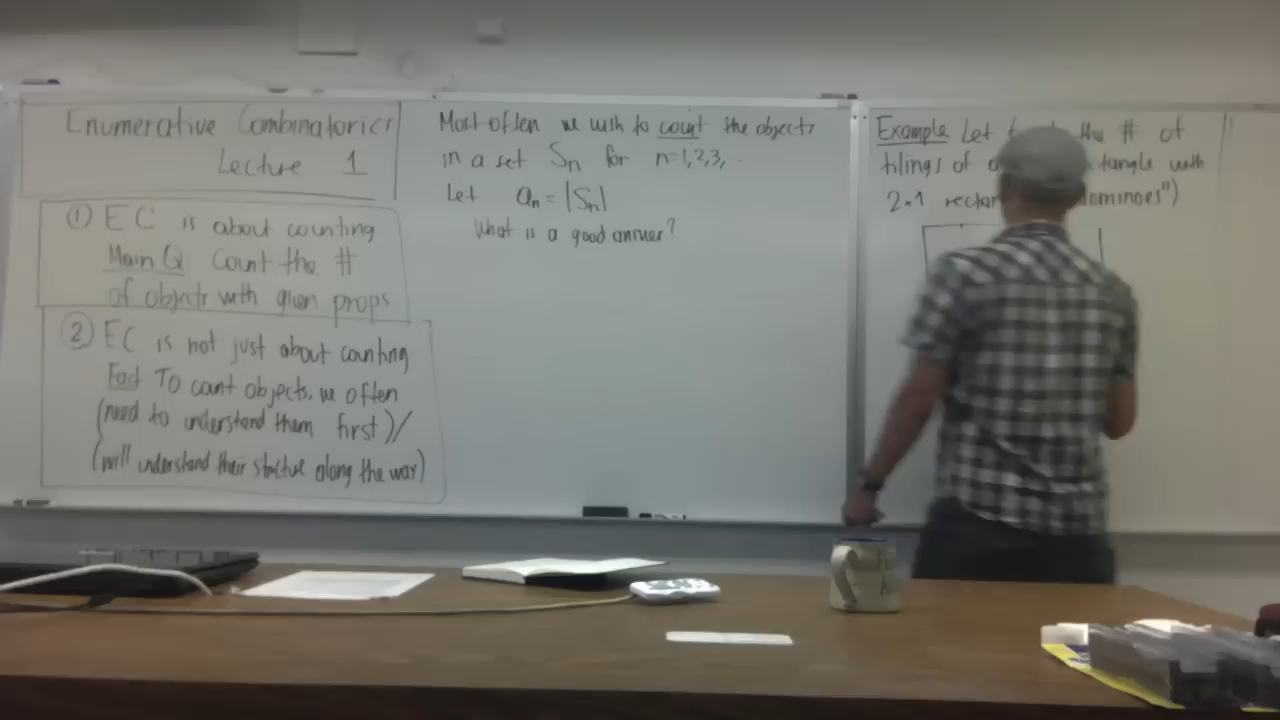 Enumerative Combinatorics
Lecture 1
① EC is about counting
Main Q Count the #
of objects with given props
② EC is not just about counting
Fact To count objects, we often
(need to understand them first)/
(will understand their structure along the way)
Most often we wish to count the objects
in a set Sn for n=1,2,3,..
Let an = |Sn|
What is a good answer?
Example Let the # of
tilings of a with
2×1 dominoes")